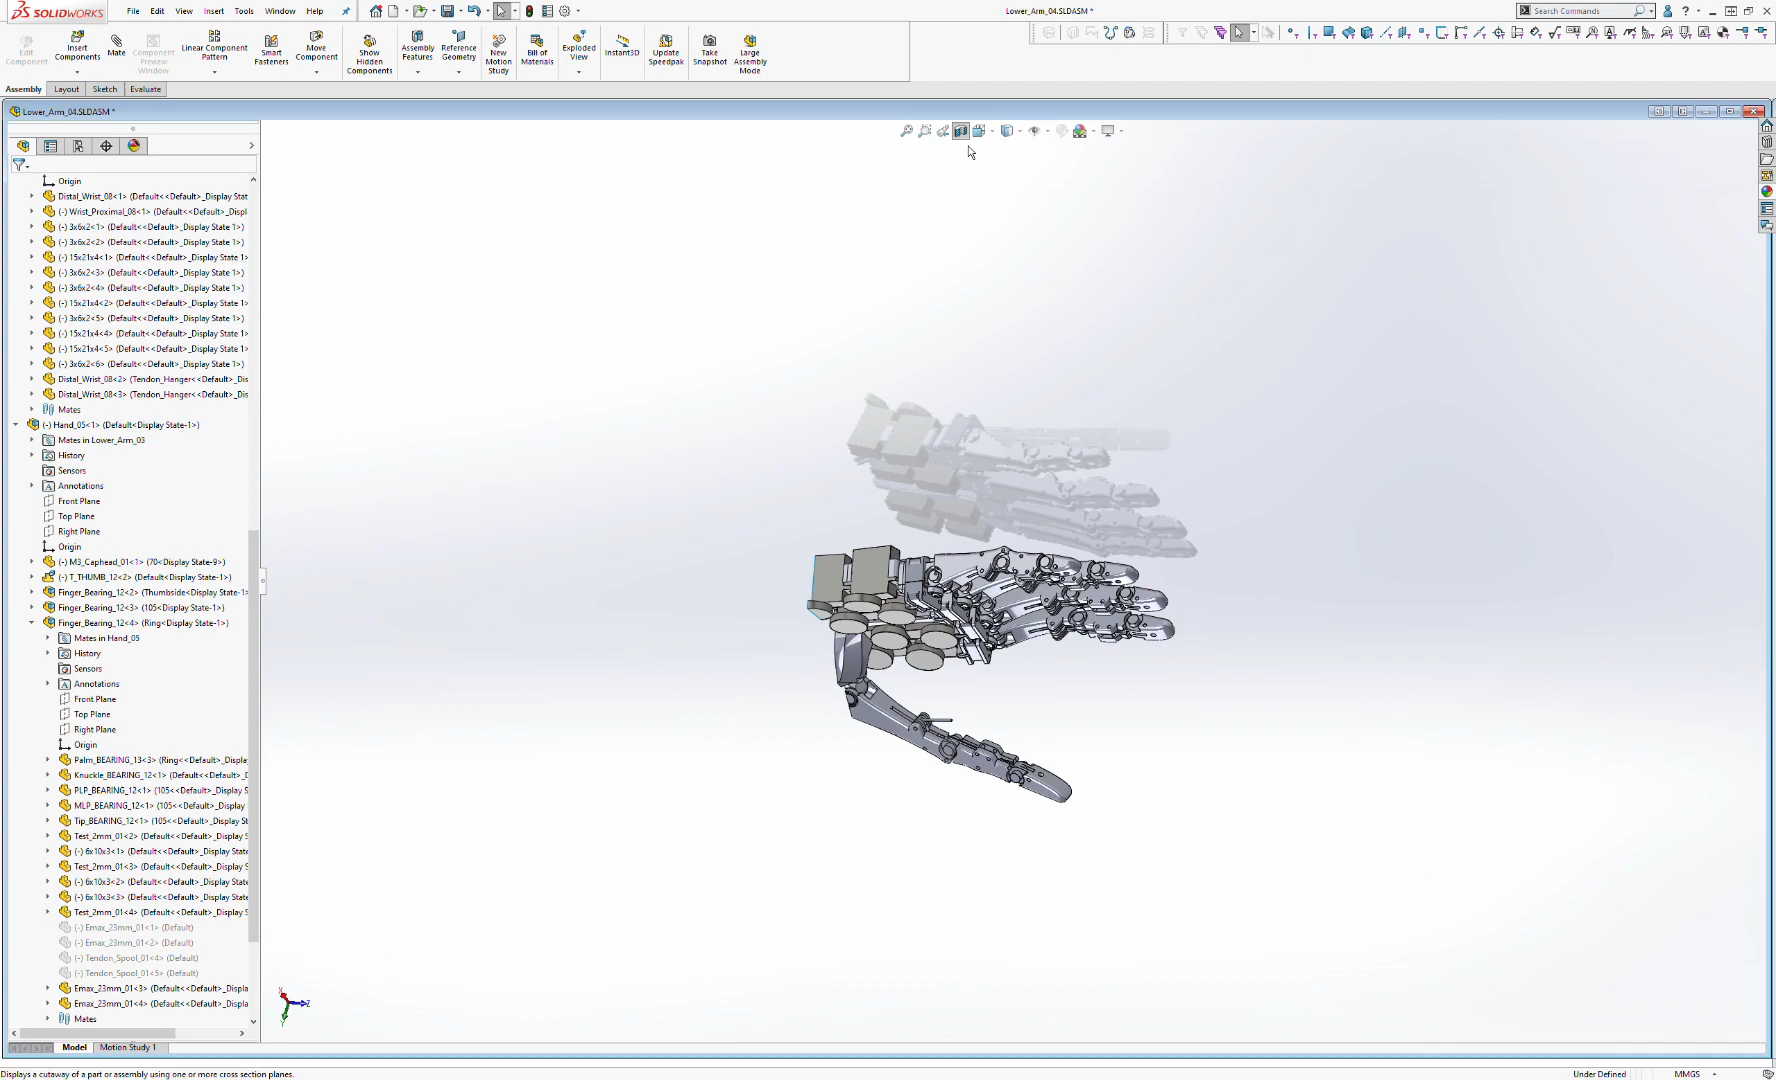 SOLIDWORKS File Edit View Insert Tools Window Help Lower_Arm_04.SLDASM * Search Commands
Edit Component
Insert Components
Mate
Component Preview Window
Linear Component Pattern
Smart Fasteners
Move Component
Show Hidden Components
Assembly Features
Reference Geometry
New Motion Study
Bill of Materials
Exploded View
Instant3D
Update Speedpak
Take Snapshot
Large Assembly Mode
Assembly Layout Sketch Evaluate
Lower_Arm_04.SLDASM *
Origin
Distal_Wrist_08<1> (Default<<Default>_Display Stat
(-) Wrist_Proximal_08<1> (Default<<Default>_Displ
(-) 3x6x2<1> (Default<<Default>_Display State 1>)
(-) 3x6x2<2> (Default<<Default>_Display State 1>)
(-) 15x21x4<1> (Default<<Default>_Display State 1>
(-) 3x6x2<3> (Default<<Default>_Display State 1>)
(-) 3x6x2<4> (Default<<Default>_Display State 1>)
(-) 15x21x4<2> (Default<<Default>_Display State 1>
(-) 3x6x2<5> (Default<<Default>_Display State 1>)
(-) 15x21x4<4> (Default<<Default>_Display State 1>
(-) 15x21x4<5> (Default<<Default>_Display State 1>
(-) 3x6x2<6> (Default<<Default>_Display State 1>)
Distal_Wrist_08<2> (Tendon_Hanger<<Default>_Dis
Distal_Wrist_08<3> (Tendon_Hanger<<Default>_Dis
Mates
(-) Hand_05<1> (Default<Display State-1>)
Mates in Lower_Arm_03
History
Sensors
Annotations
Front Plane
Top Plane
Right Plane
Origin
(-) M3_Caphead_01<1> (70<Display State-9>)
(-) T_THUMB_12<2> (Default<Display State-1>)
Finger_Bearing_12<2> (Thumbside<Display State-1>
Finger_Bearing_12<3> (105<Display State-1>)
Finger_Bearing_12<4> (Ring<Display State-1>)
Mates in Hand_05
History
Sensors
Annotations
Front Plane
Top Plane
Right Plane
Origin
Palm_BEARING_13<3> (Ring<<Default>_Displa
Knuckle_BEARING_12<1> (Default<<Default>_D
PLP_BEARING_12<1> (105<<Default>_Display
MLP_BEARING_12<1> (105<<Default>_Display
Tip_BEARING_12<1> (105<<Default>_Display S
Test_2mm_01<2> (Default<<Default>_Display S
(-) 6x10x3<1> (Default<<Default>_Display State
Test_2mm_01<3> (Default<<Default>_Display S
(-) 6x10x3<2> (Default<<Default>_Display State
(-) 6x10x3<3> (Default<<Default>_Display State
Test_2mm_01<4> (Default<<Default>_Display S
(-) Emax_23mm_01<1> (Default)
(-) Emax_23mm_01<2> (Default)
(-) Tendon_Spool_01<4> (Default)
(-) Tendon_Spool_01<5> (Default)
Emax_23mm_01<3> (Default<<Default>_Displa
Emax_23mm_01<4> (Default<<Default>_Displa
Mates
X Y Z
Model Motion Study 1
Displays a cutaway of a part or assembly using one or more cross section planes. Under Defined MMGS